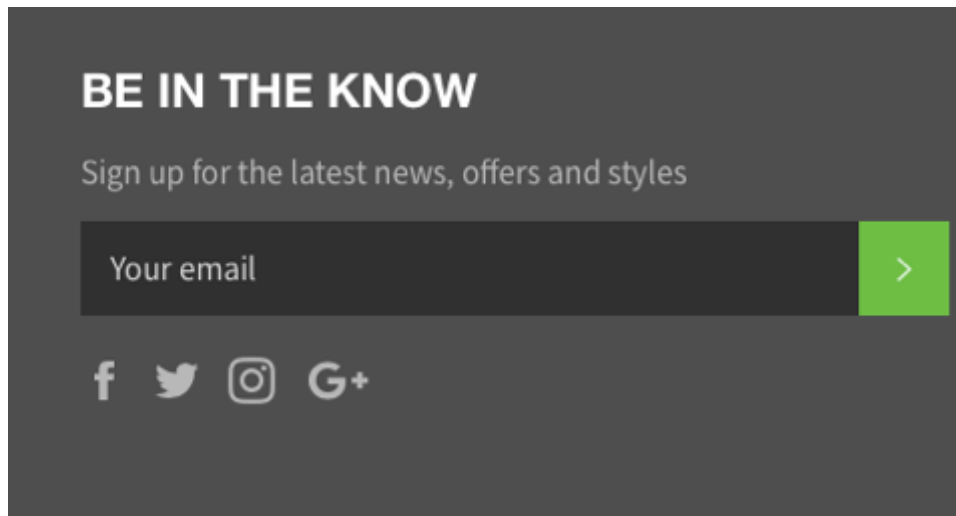 BE IN THE KNOW
Sign up for the latest news, offers and styles
Your email
f G+